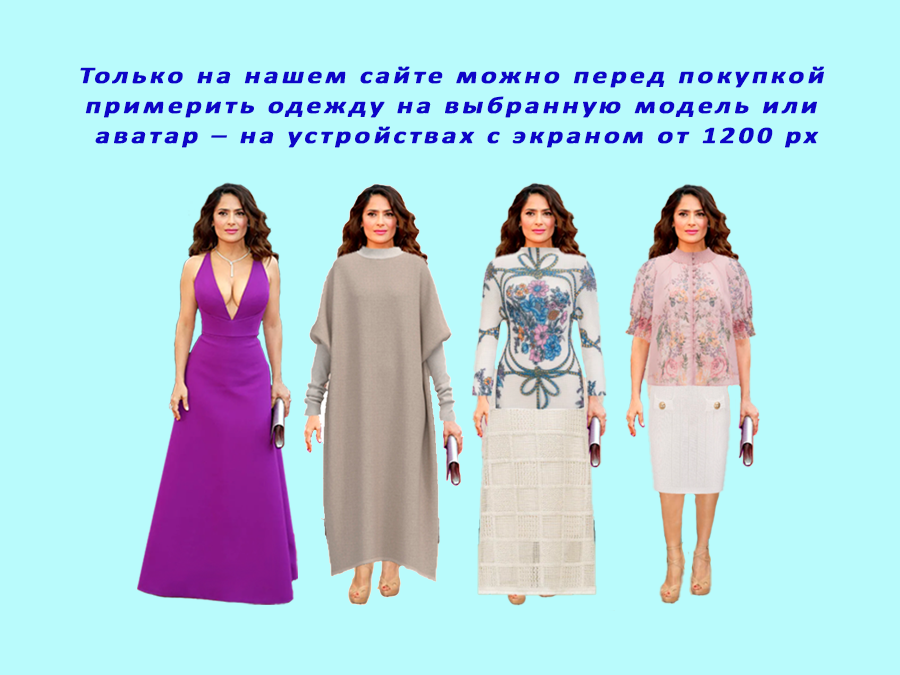 Только на нашем сайте можно перед покупкой
примерить одежду на выбранную модель или
аватар – на устройствах с экраном от 1200 px